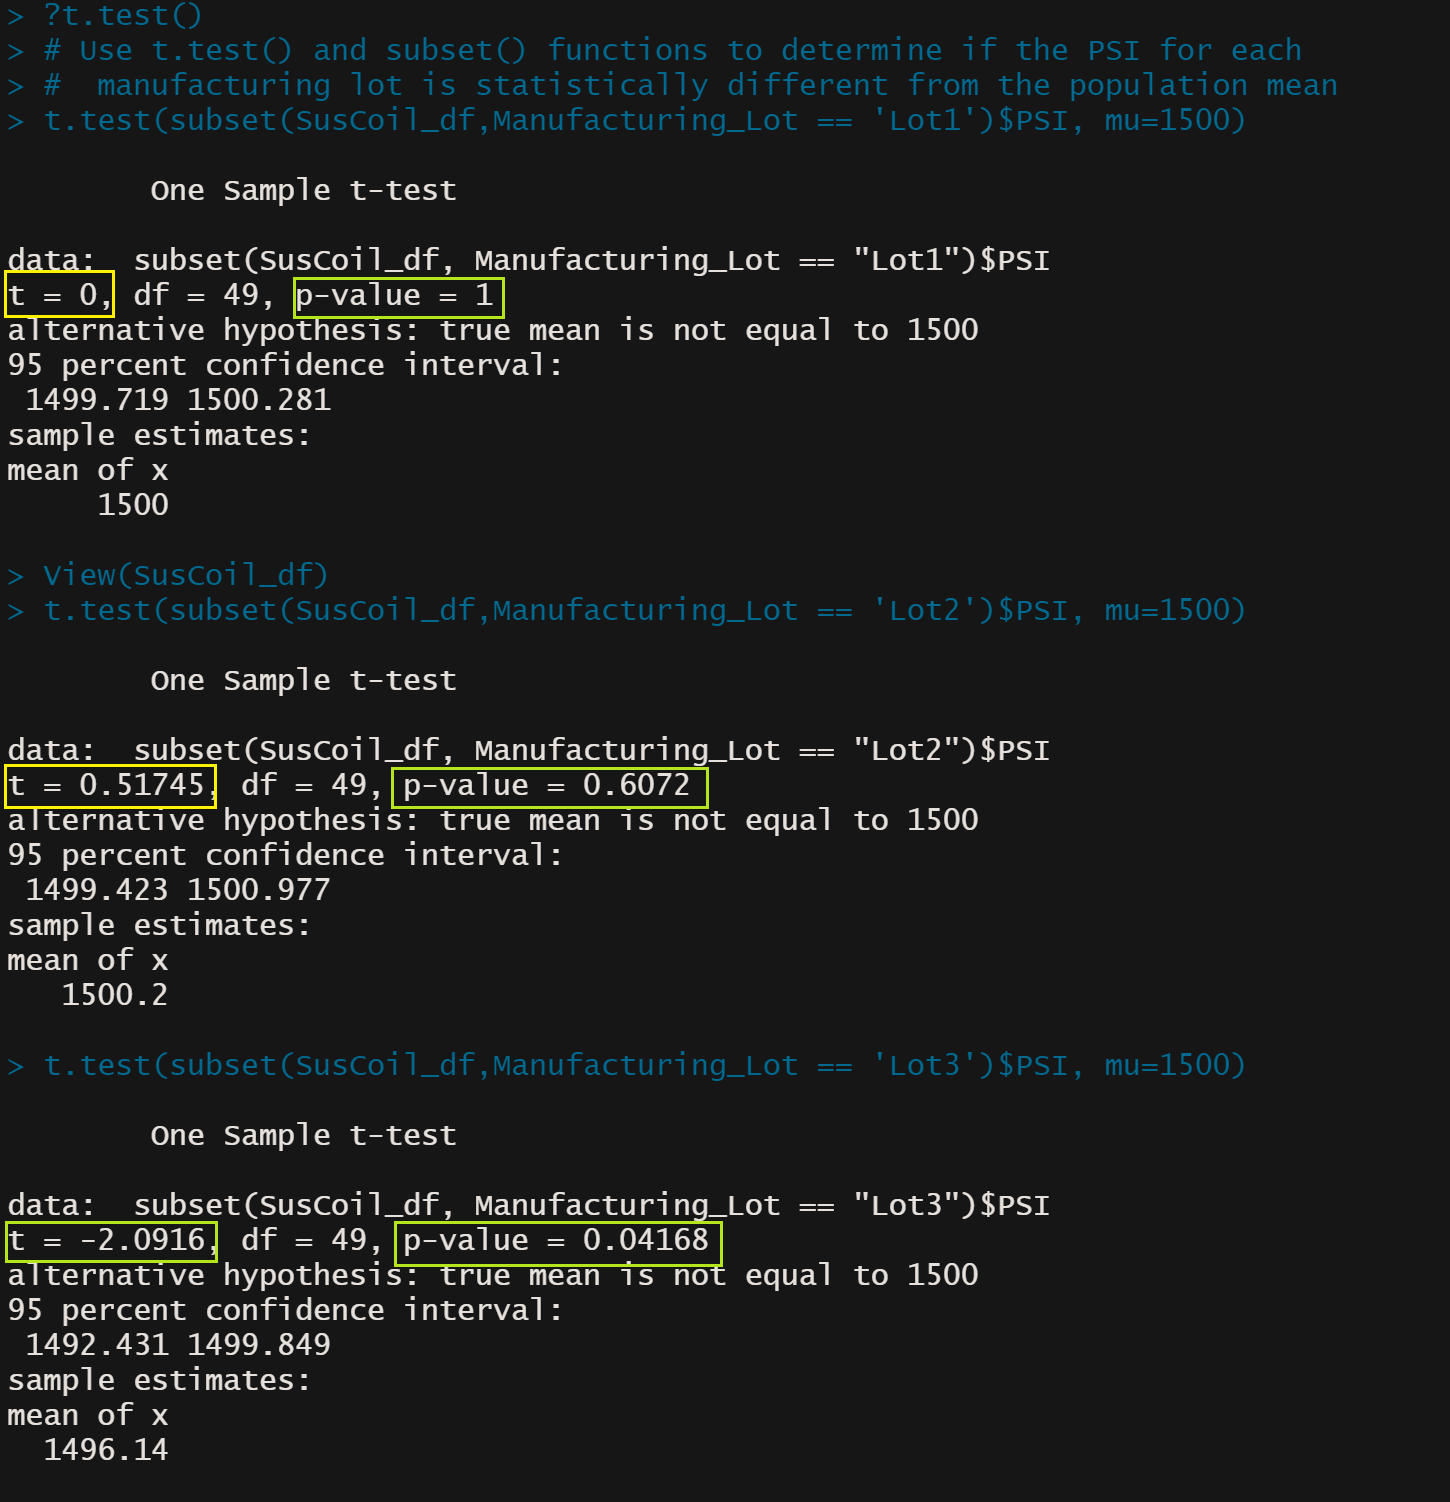 > ?t.test()
> # Use t.test() and subset() functions to determine if the PSI for each
> #  manufacturing lot is statistically different from the population mean
> t.test(subset(SusCoil_df,Manufacturing_Lot == 'Lot1')$PSI, mu=1500)
One Sample t-test
data:  subset(SusCoil_df, Manufacturing_Lot == "Lot1")$PSI
t = 0, df = 49, p-value = 1
alternative hypothesis: true mean is not equal to 1500
95 percent confidence interval:
1499.719 1500.281
sample estimates:
mean of x
1500
> View(SusCoil_df)
> t.test(subset(SusCoil_df,Manufacturing_Lot == 'Lot2')$PSI, mu=1500)
One Sample t-test
data:  subset(SusCoil_df, Manufacturing_Lot == "Lot2")$PSI
t = 0.51745, df = 49, p-value = 0.6072
alternative hypothesis: true mean is not equal to 1500
95 percent confidence interval:
1499.423 1500.977
sample estimates:
mean of x
1500.2
> t.test(subset(SusCoil_df,Manufacturing_Lot == 'Lot3')$PSI, mu=1500)
One Sample t-test
data:  subset(SusCoil_df, Manufacturing_Lot == "Lot3")$PSI
t = -2.0916, df = 49, p-value = 0.04168
alternative hypothesis: true mean is not equal to 1500
95 percent confidence interval:
1492.431 1499.849
sample estimates:
mean of x
1496.14